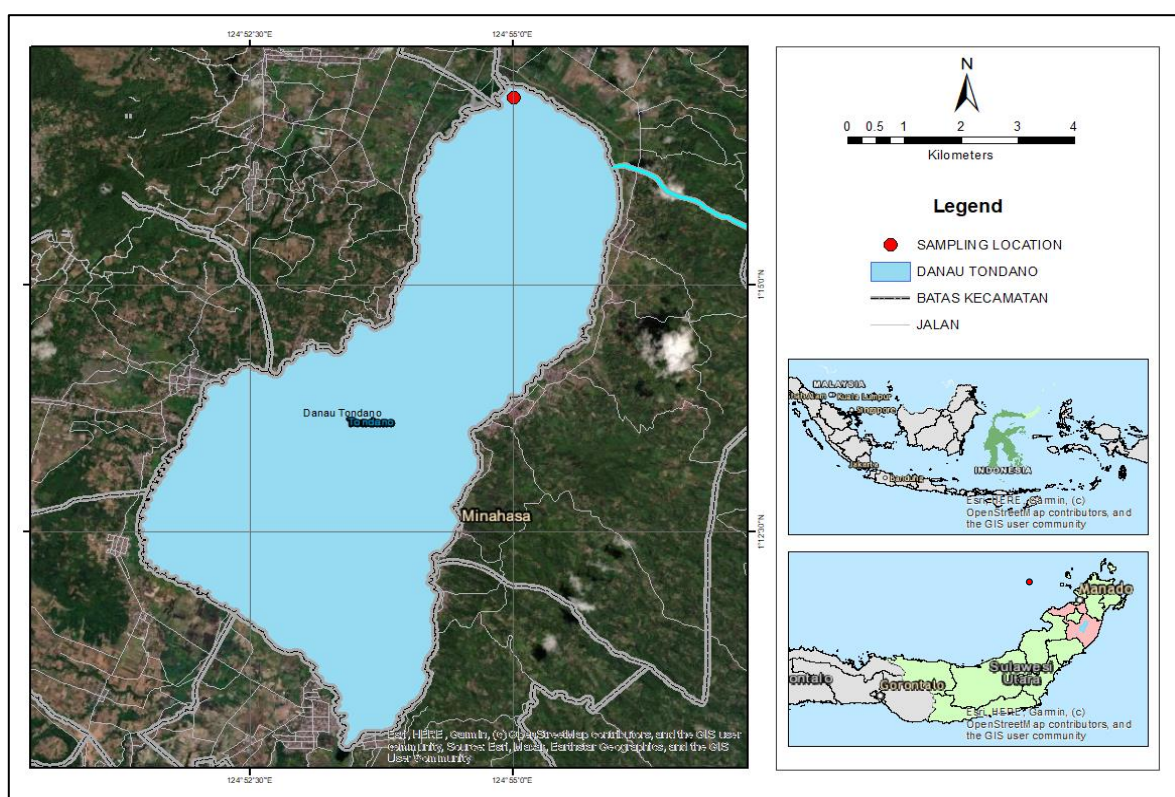 124°52'30"E
124°55'0"E
1°15'0"N
1°12'30"N
Danau Tondano
Tondano
Minahasa
Esri, HERE, Garmin, (c) OpenStreetMap contributors, and the GIS user
community, Source: Esri, Maxar, Earthstar Geographics, and the GIS
User Community
124°52'30"E
124°55'0"E
N
0 0.5 1 2 3 4
Kilometers
Legend
SAMPLING LOCATION
DANAU TONDANO
BATAS KECAMATAN
JALAN
MALAYSIA
Kuala Lumpur
Singapore
Jakarta
Bandung
INDONESIA
Esri, HERE, Garmin, (c)
OpenStreetMap contributors, and
the GIS user community
Manado
Sulawesi
Utara
Gorontalo
ontalo
Esri, HERE, Garmin, (c)
OpenStreetMap contributors, and
the GIS user community